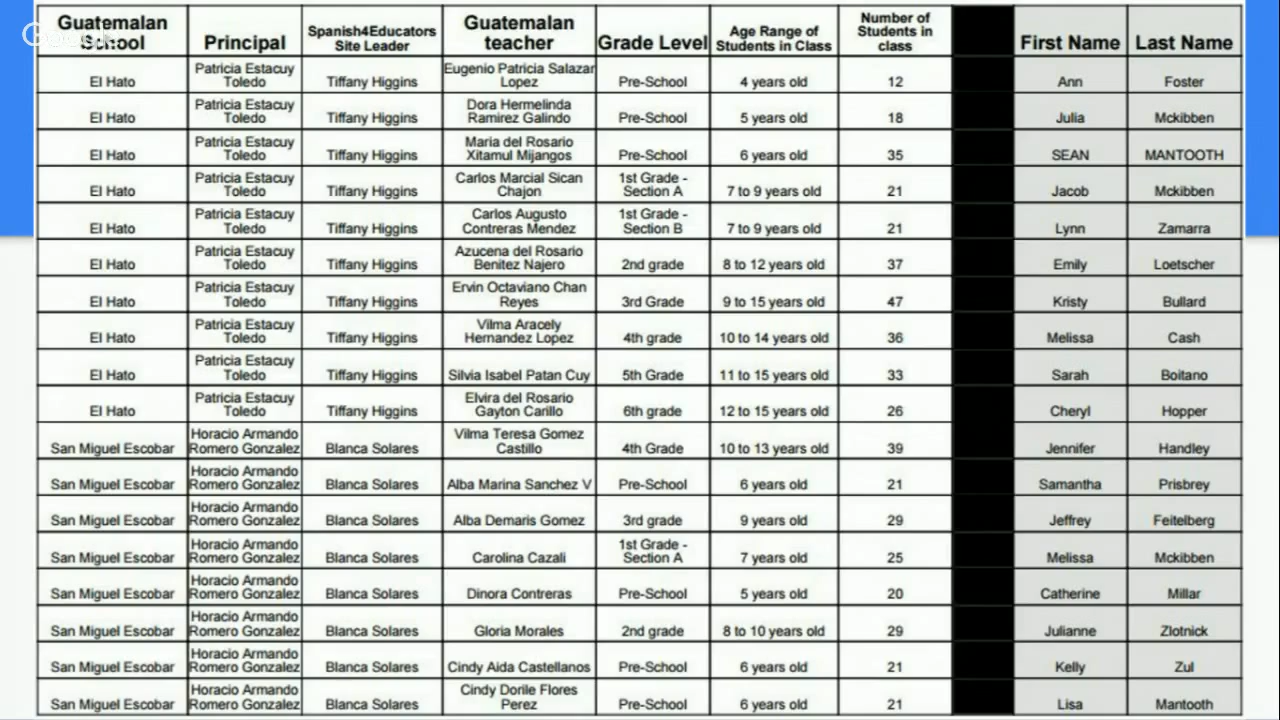 Guatemalan School Principal Spanish4Educators Site Leader Guatemalan teacher Grade Level Age Range of Students in Class Number of Students in class First Name Last Name
El Hato Patricia Estacuy Toledo Tiffany Higgins Eugenio Patricia Salazar Lopez Pre-School 4 years old 12 Ann Foster
El Hato Patricia Estacuy Toledo Tiffany Higgins Dora Hermelinda Ramirez Galindo Pre-School 5 years old 18 Julia Mckibben
El Hato Patricia Estacuy Toledo Tiffany Higgins Maria del Rosario Xitamul Mijangos Pre-School 6 years old 35 SEAN MANTOOTH
El Hato Patricia Estacuy Toledo Tiffany Higgins Carlos Marcial Sican Chajon 1st Grade - Section A 7 to 9 years old 21 Jacob Mckibben
El Hato Patricia Estacuy Toledo Tiffany Higgins Carlos Augusto Contreras Mendez 1st Grade - Section B 7 to 9 years old 21 Lynn Zamarra
El Hato Patricia Estacuy Toledo Tiffany Higgins Azucena del Rosario Benitez Najero 2nd grade 8 to 12 years old 37 Emily Loetscher
El Hato Patricia Estacuy Toledo Tiffany Higgins Ervin Octaviano Chan Reyes 3rd Grade 9 to 15 years old 47 Kristy Bullard
El Hato Patricia Estacuy Toledo Tiffany Higgins Vilma Aracely Hernandez Lopez 4th grade 10 to 14 years old 36 Melissa Cash
El Hato Patricia Estacuy Toledo Tiffany Higgins Silvia Isabel Patan Cuy 5th Grade 11 to 15 years old 33 Sarah Boitano
El Hato Patricia Estacuy Toledo Tiffany Higgins Elvira del Rosario Gayton Carillo 6th grade 12 to 15 years old 26 Cheryl Hopper
San Miguel Escobar Horacio Armando Romero Gonzalez Blanca Solares Vilma Teresa Gomez Castillo 4th Grade 10 to 13 years old 39 Jennifer Handley
San Miguel Escobar Horacio Armando Romero Gonzalez Blanca Solares Alba Marina Sanchez V Pre-School 6 years old 21 Samantha Prisbrey
San Miguel Escobar Horacio Armando Romero Gonzalez Blanca Solares Alba Demaris Gomez 3rd grade 9 years old 29 Jeffrey Feitelberg
San Miguel Escobar Horacio Armando Romero Gonzalez Blanca Solares Carolina Cazali 1st Grade - Section A 7 years old 25 Melissa Mckibben
San Miguel Escobar Horacio Armando Romero Gonzalez Blanca Solares Dinora Contreras Pre-School 5 years old 20 Catherine Millar
San Miguel Escobar Horacio Armando Romero Gonzalez Blanca Solares Gloria Morales 2nd grade 8 to 10 years old 29 Julianne Zlotnick
San Miguel Escobar Horacio Armando Romero Gonzalez Blanca Solares Cindy Aida Castellanos Pre-School 6 years old 21 Kelly Zul
San Miguel Escobar Horacio Armando Romero Gonzalez Blanca Solares Cindy Dorile Flores Perez Pre-School 6 years old 21 Lisa Mantooth